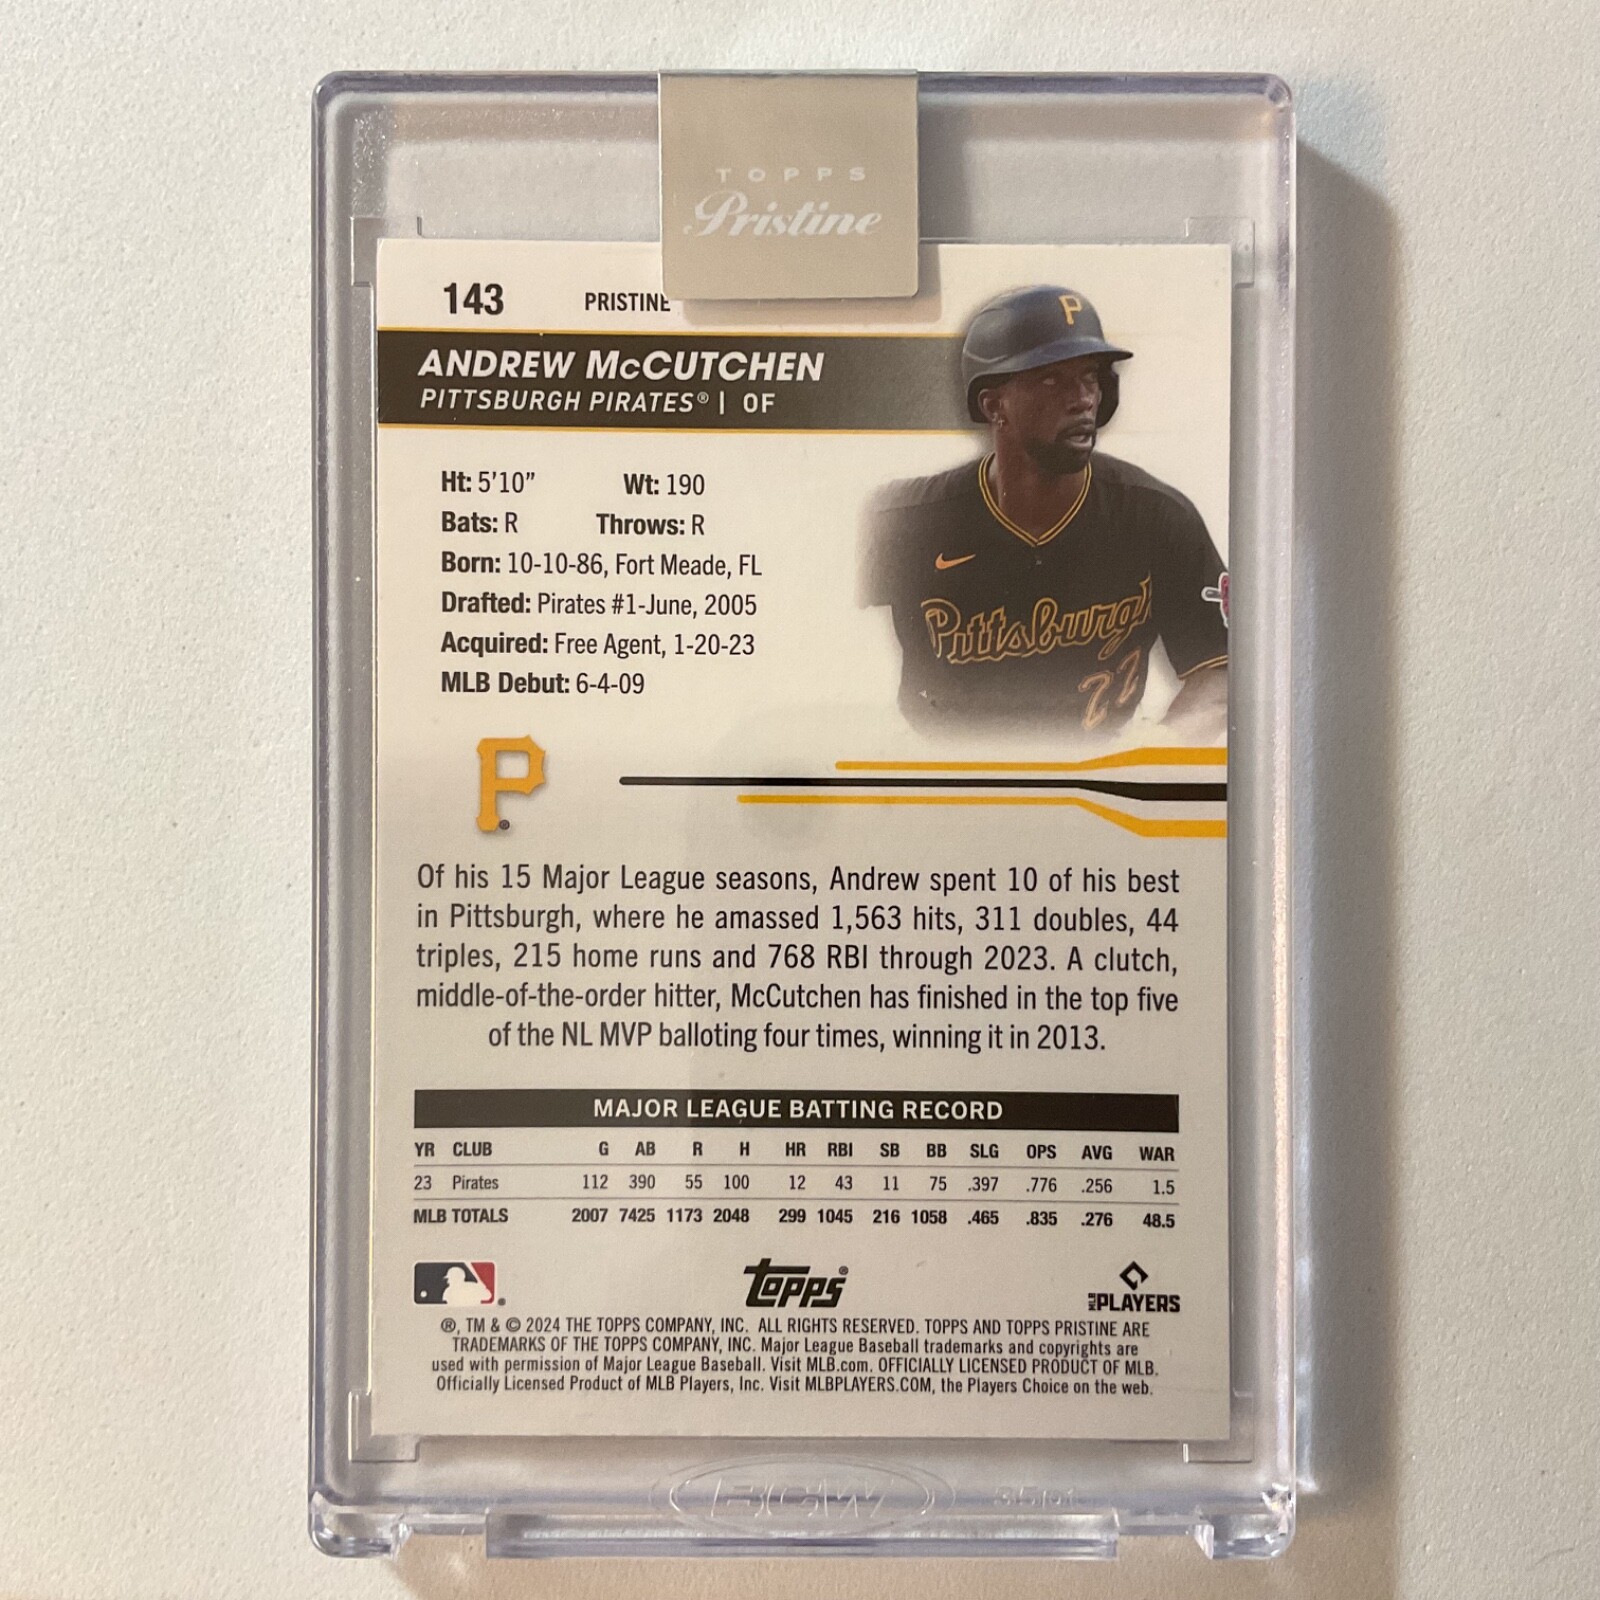 TOPPS
Pristine
143 PRISTINE
ANDREW McCUTCHEN
PITTSBURGH PIRATES® | OF
P
Ht: 5'10" Wt: 190
Bats: R Throws: R
Born: 10-10-86, Fort Meade, FL
Drafted: Pirates #1-June, 2005
Acquired: Free Agent, 1-20-23
MLB Debut: 6-4-09
Pittsburgh
22
P®
Of his 15 Major League seasons, Andrew spent 10 of his best
in Pittsburgh, where he amassed 1,563 hits, 311 doubles, 44
triples, 215 home runs and 768 RBI through 2023. A clutch,
middle-of-the-order hitter, McCutchen has finished in the top five
of the NL MVP balloting four times, winning it in 2013.
MAJOR LEAGUE BATTING RECORD
YR CLUB G AB R H HR RBI SB BB SLG OPS AVG WAR
23 Pirates 112 390 55 100 12 43 11 75 .397 .776 .256 1.5
MLB TOTALS 2007 7425 1173 2048 299 1045 216 1058 .465 .835 .276 48.5
topps®
MLB PLAYERS
®, TM & © 2024 THE TOPPS COMPANY, INC. ALL RIGHTS RESERVED. TOPPS AND TOPPS PRISTINE ARE
TRADEMARKS OF THE TOPPS COMPANY, INC. Major League Baseball trademarks and copyrights are
used with permission of Major League Baseball. Visit MLB.com. OFFICIALLY LICENSED PRODUCT OF MLB.
Officially Licensed Product of MLB Players, Inc. Visit MLBPLAYERS.COM, the Players Choice on the web.
BCW 35pt